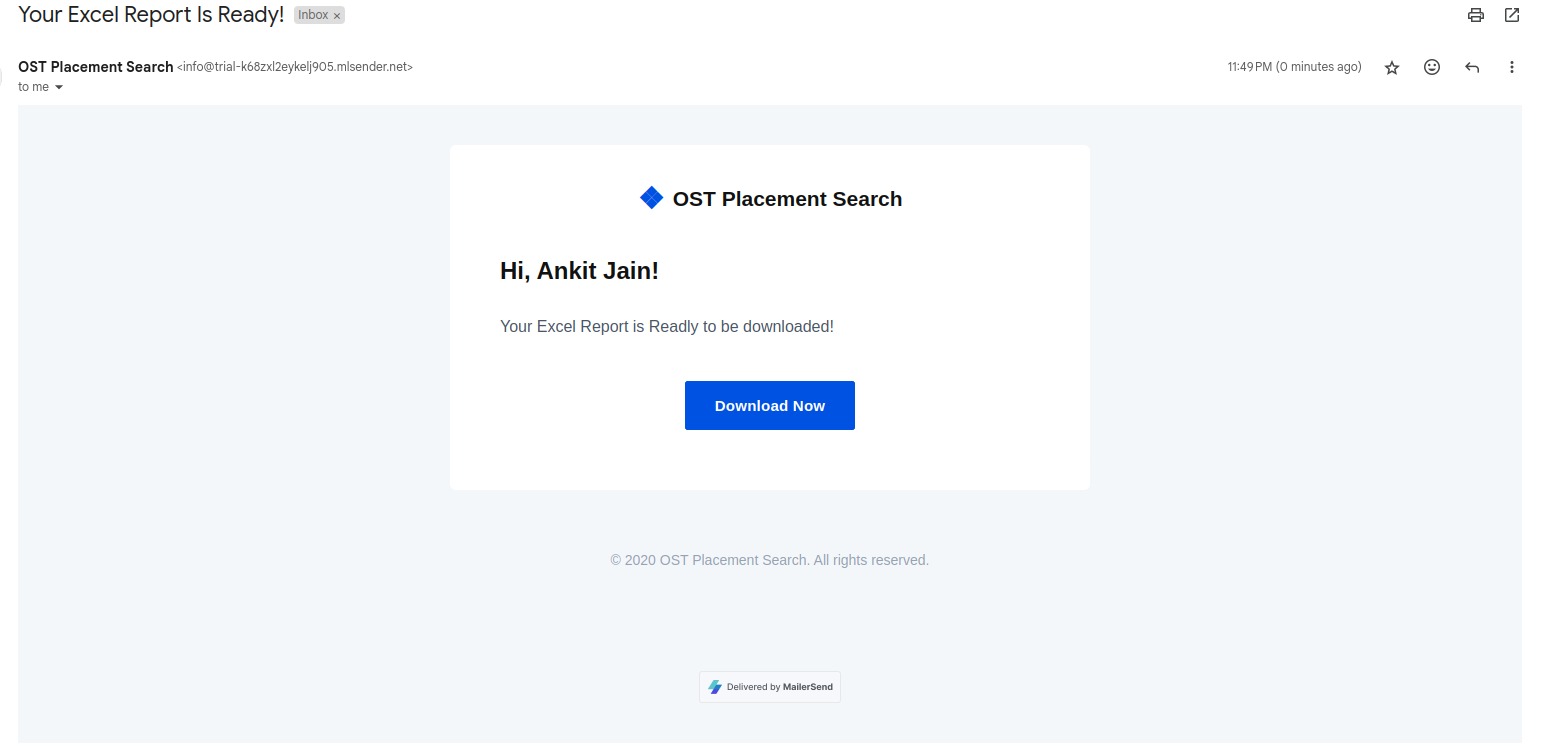 Your Excel Report Is Ready! Inbox ×
OST Placement Search <info@trial-k68zxl2eykelj905.mlsender.net> 11:49 PM (0 minutes ago)
to me
OST Placement Search
Hi, Ankit Jain!
Your Excel Report is Readly to be downloaded!
Download Now
© 2020 OST Placement Search. All rights reserved.
Delivered by MailerSend